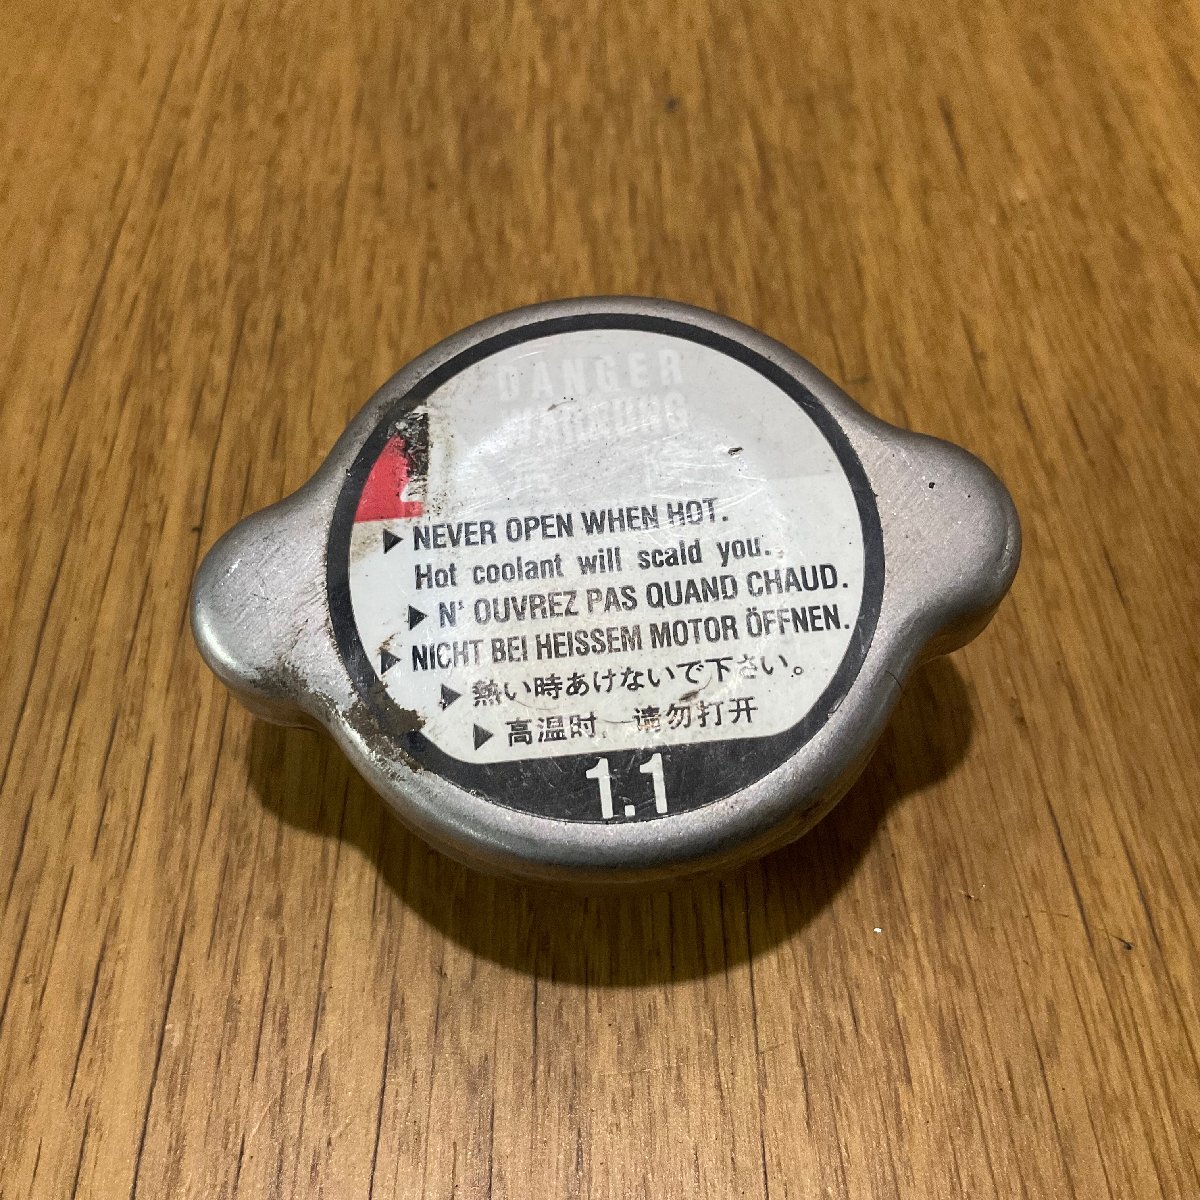 DANGER
WARNUNG
▶ NEVER OPEN WHEN HOT.
Hot coolant will scald you.
▶ N' OUVREZ PAS QUAND CHAUD.
▶ NICHT BEI HEISSEM MOTOR ÖFFNEN.
▶ 熱い時あけないで下さい。
▶ 高温时, 请勿打开
1.1